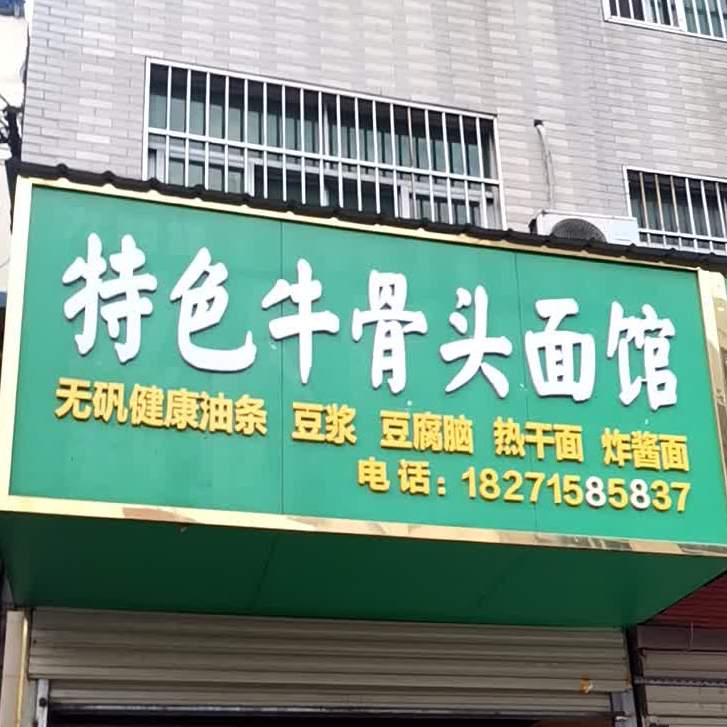 特色牛骨头面馆
无矾健康油条 豆浆 豆腐脑 热干面 炸酱面
电话：18271585837